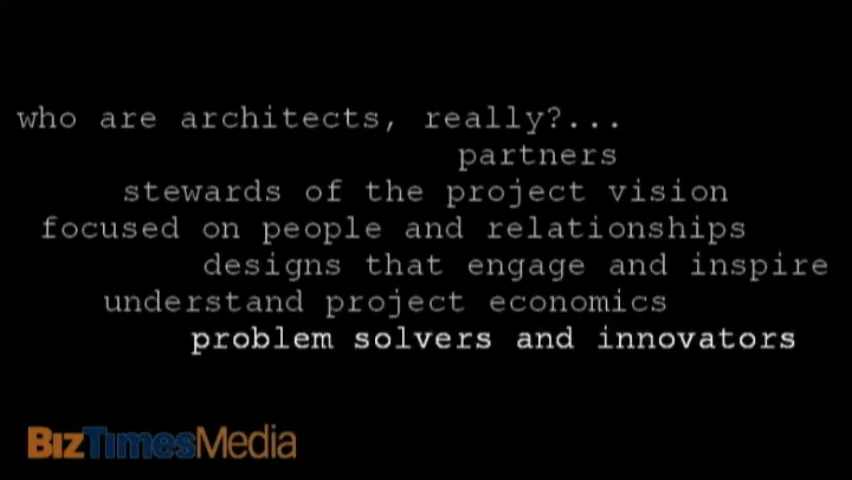 who are architects, really?...
partners
stewards of the project vision
focused on people and relationships
designs that engage and inspire
understand project economics
problem solvers and innovators
BizTimesMedia